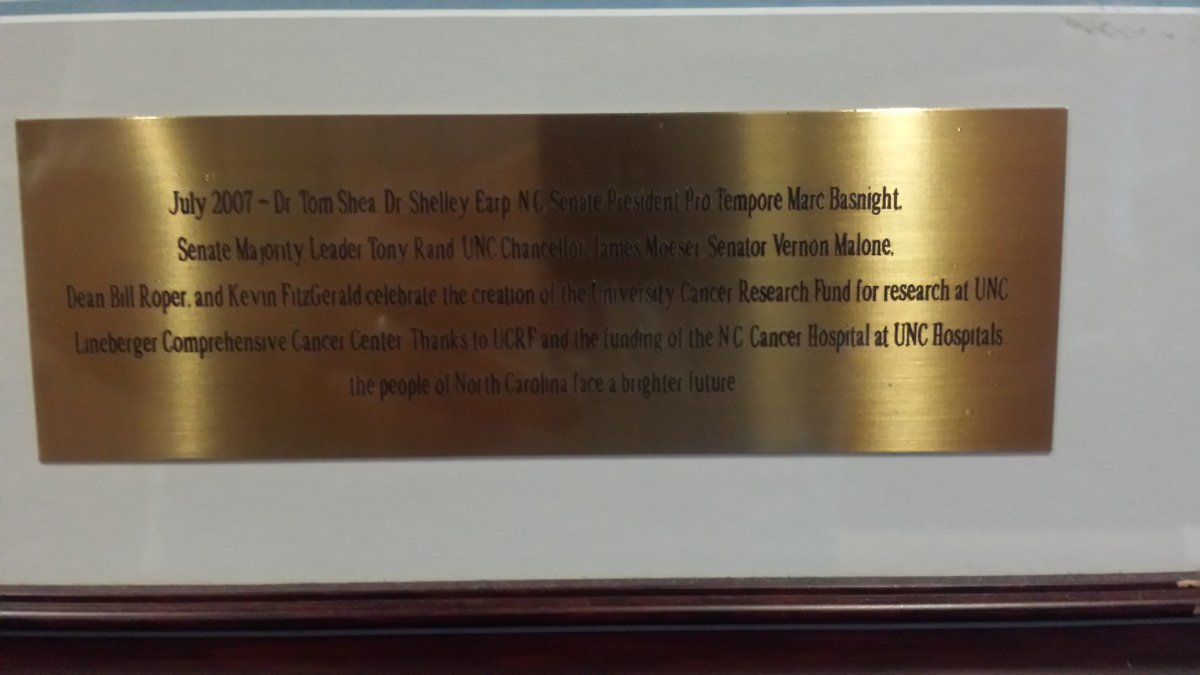 July 2007 - Dr Tom Shea, Dr Shelley Earp, N.C. Senate President Pro Tempore Marc Basnight,
Senate Majority Leader Tony Rand, UNC Chancellor James Moeser, Senator Vernon Malone,
Dean Bill Roper, and Kevin FitzGerald celebrate the creation of the University Cancer Research Fund for research at UNC
Lineberger Comprehensive Cancer Center. Thanks to UCRF and the funding of the N.C. Cancer Hospital at UNC Hospitals
the people of North Carolina face a brighter future